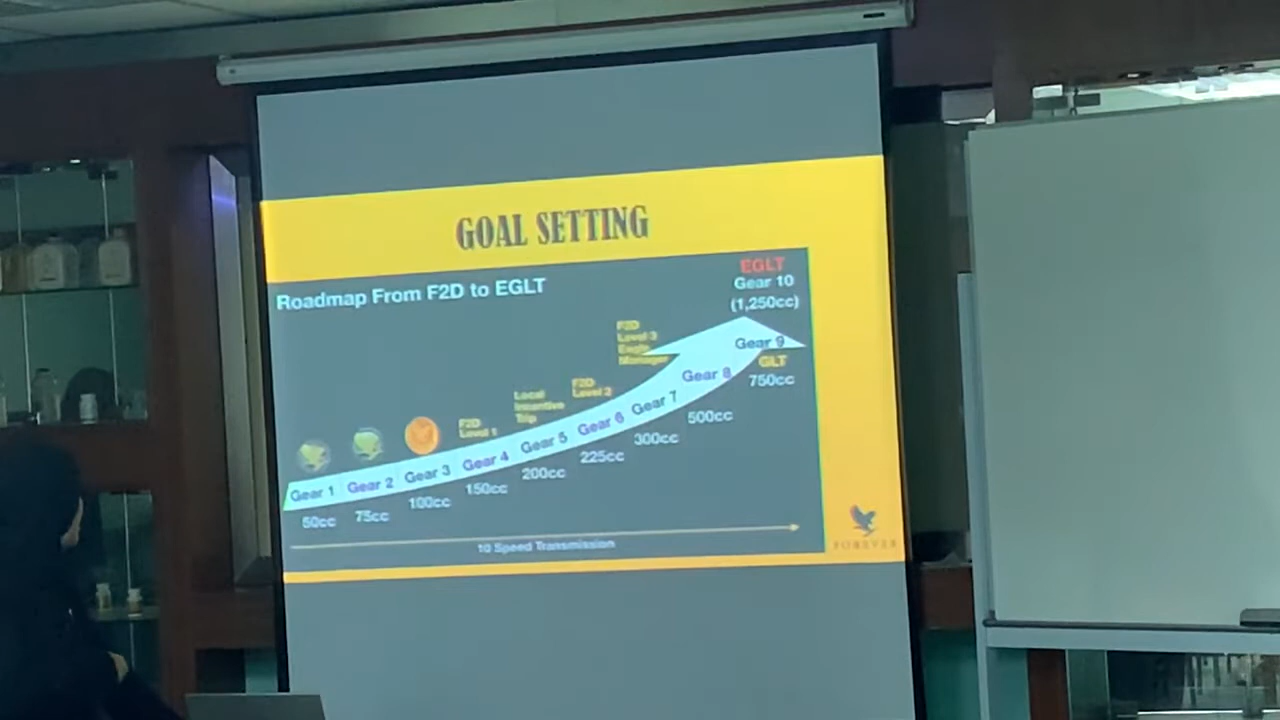 GOAL SETTING
Roadmap From F2D to EGLT
EGLT
Gear 10
(1,250cc)
F2D
Level 3
Eagle
Manager
Gear 9
GLT
750cc
Gear 8
500cc
F2D
Level 2
Gear 7
300cc
Local
Incentive
Trip
Gear 6
225cc
F2D
Level 1
Gear 5
200cc
Gear 4
150cc
Gear 3
100cc
Gear 2
75cc
Gear 1
50cc
10 Speed Transmission
FOREVER